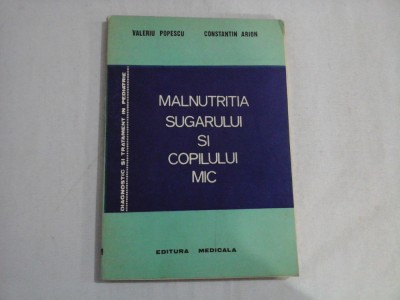 VALERIU POPESCU CONSTANTIN ARION
DIAGNOSTIC SI TRATAMENT IN PEDIATRIE
MALNUTRITIA
SUGARULUI
SI
COPILULUI
MIC
EDITURA MEDICALA